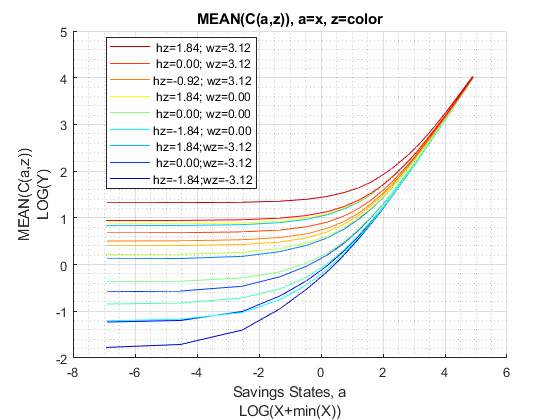 MEAN(C(a,z)), a=x, z=color
5
4
3
2
1
0
-1
-2
MEAN(C(a,z))
LOG(Y)
hz=1.84; wz=3.12
hz=0.00; wz=3.12
hz=-0.92; wz=3.12
hz=1.84; wz=0.00
hz=0.00; wz=0.00
hz=-1.84; wz=0.00
hz=1.84; wz=-3.12
hz=0.00;wz=-3.12
hz=-1.84;wz=-3.12
-8 -6 -4 -2 0 2 4 6
Savings States, a
LOG(X+min(X))